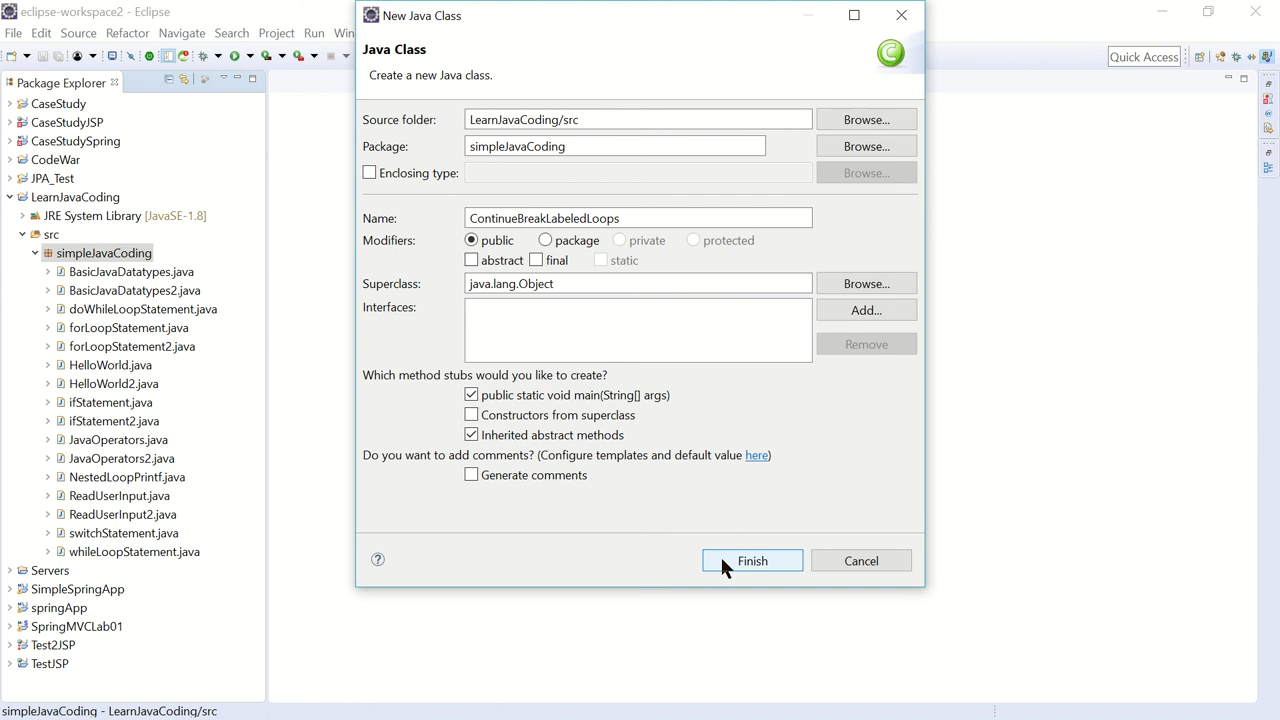 eclipse-workspace2 - Eclipse
File Edit Source Refactor Navigate Search Project Run Win
Quick Access
Package Explorer
CaseStudy
CaseStudyJSP
CaseStudySpring
CodeWar
JPA_Test
LearnJavaCoding
JRE System Library [JavaSE-1.8]
src
simpleJavaCoding
BasicJavaDatatypes.java
BasicJavaDatatypes2.java
doWhileLoopStatement.java
forLoopStatement.java
forLoopStatement2.java
HelloWorld.java
HelloWorld2.java
ifStatement.java
ifStatement2.java
JavaOperators.java
JavaOperators2.java
NestedLoopPrintf.java
ReadUserInput.java
ReadUserInput2.java
switchStatement.java
whileLoopStatement.java
Servers
SimpleSpringApp
springApp
SpringMVCLab01
Test2JSP
TestJSP
simpleJavaCoding - LearnJavaCoding/src
New Java Class
Java Class
Create a new Java class.
Source folder: LearnJavaCoding/src Browse...
Package: simpleJavaCoding Browse...
Enclosing type: Browse...
Name: ContinueBreakLabeledLoops
Modifiers: public package private protected
abstract final static
Superclass: java.lang.Object Browse...
Interfaces: Add...
Remove
Which method stubs would you like to create?
public static void main(String[] args)
Constructors from superclass
Inherited abstract methods
Do you want to add comments? (Configure templates and default value here)
Generate comments
Finish Cancel